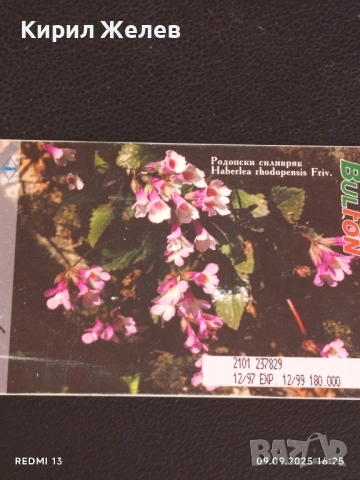 Кирил Желев
Родопски силивряк
Haberlea rhodopensis Friv.
BULFON
2101 237829
12/97 EXP. 12/99 180.000
BAZAR
REDMI 13
09.09.2025 16:25